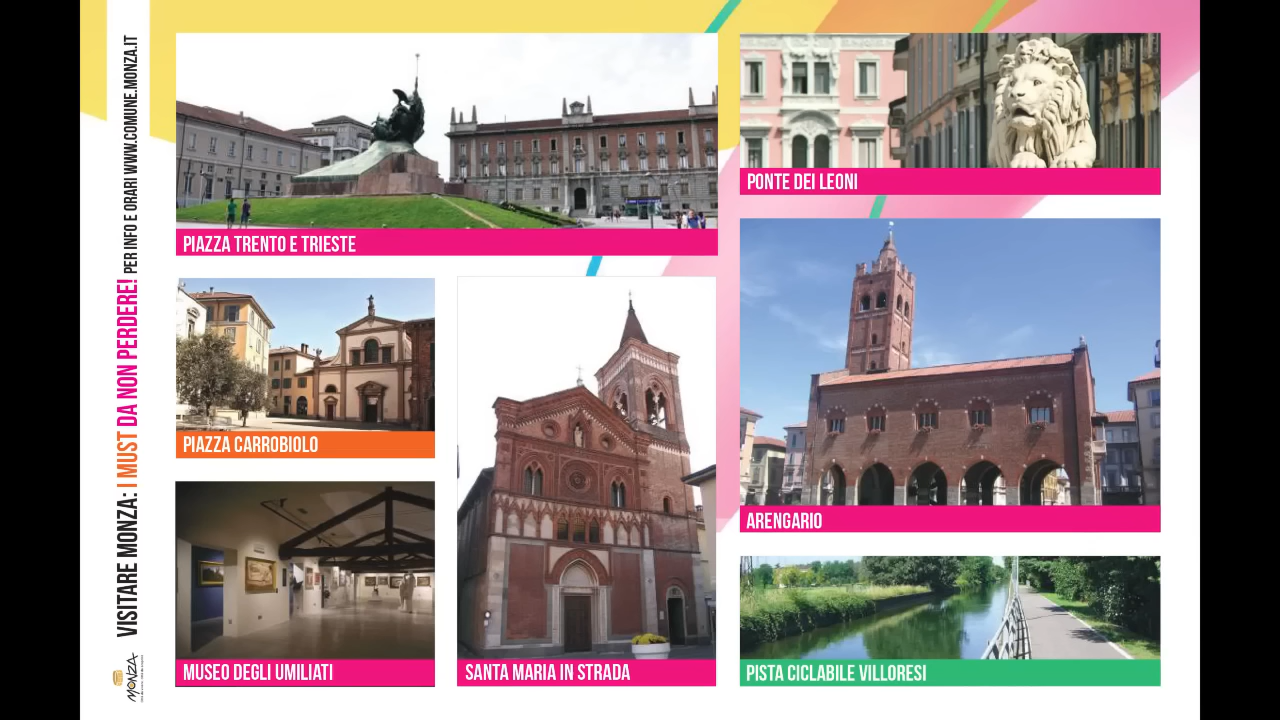 VISITARE MONZA: I MUST DA NON PERDERE! PER INFO E ORARI WWW.COMUNE.MONZA.IT
MONZA
PIAZZA TRENTO E TRIESTE
PONTE DEI LEONI
PIAZZA CARROBIOLO
ARENGARIO
MUSEO DEGLI UMILIATI
SANTA MARIA IN STRADA
PISTA CICLABILE VILLORESI